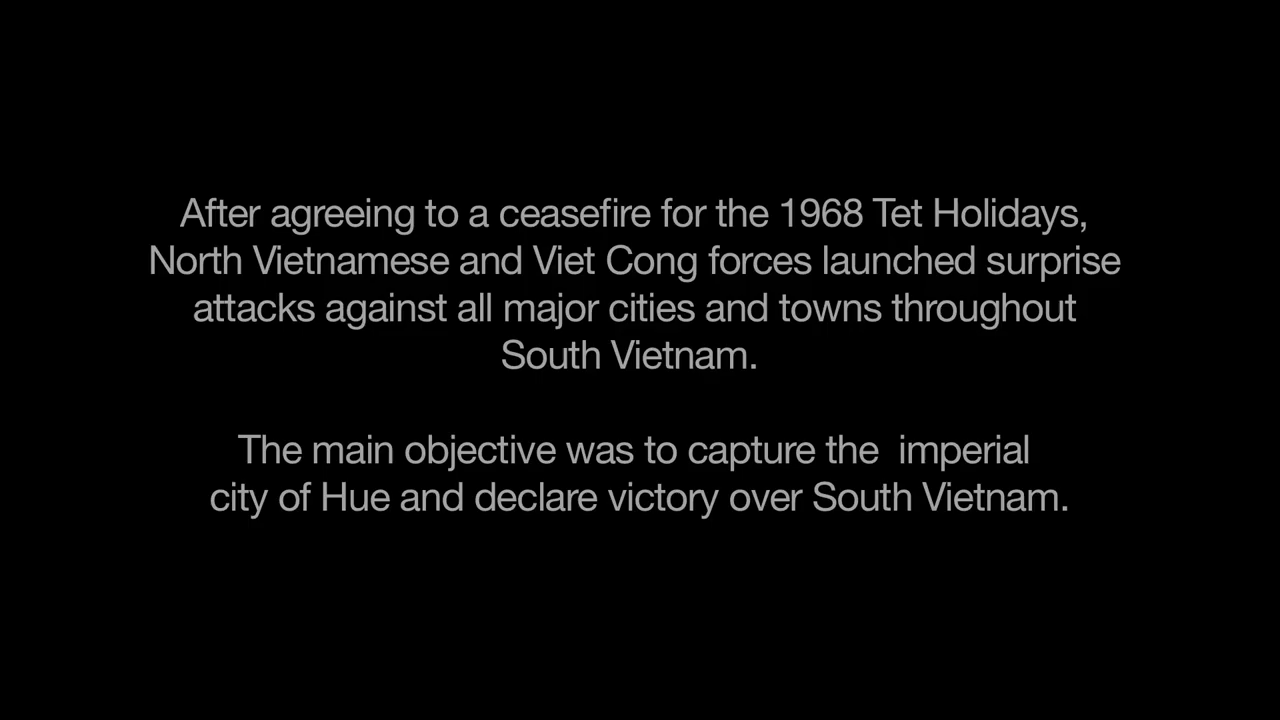 After agreeing to a ceasefire for the 1968 Tet Holidays,
North Vietnamese and Viet Cong forces launched surprise
attacks against all major cities and towns throughout
South Vietnam.
The main objective was to capture the  imperial
city of Hue and declare victory over South Vietnam.